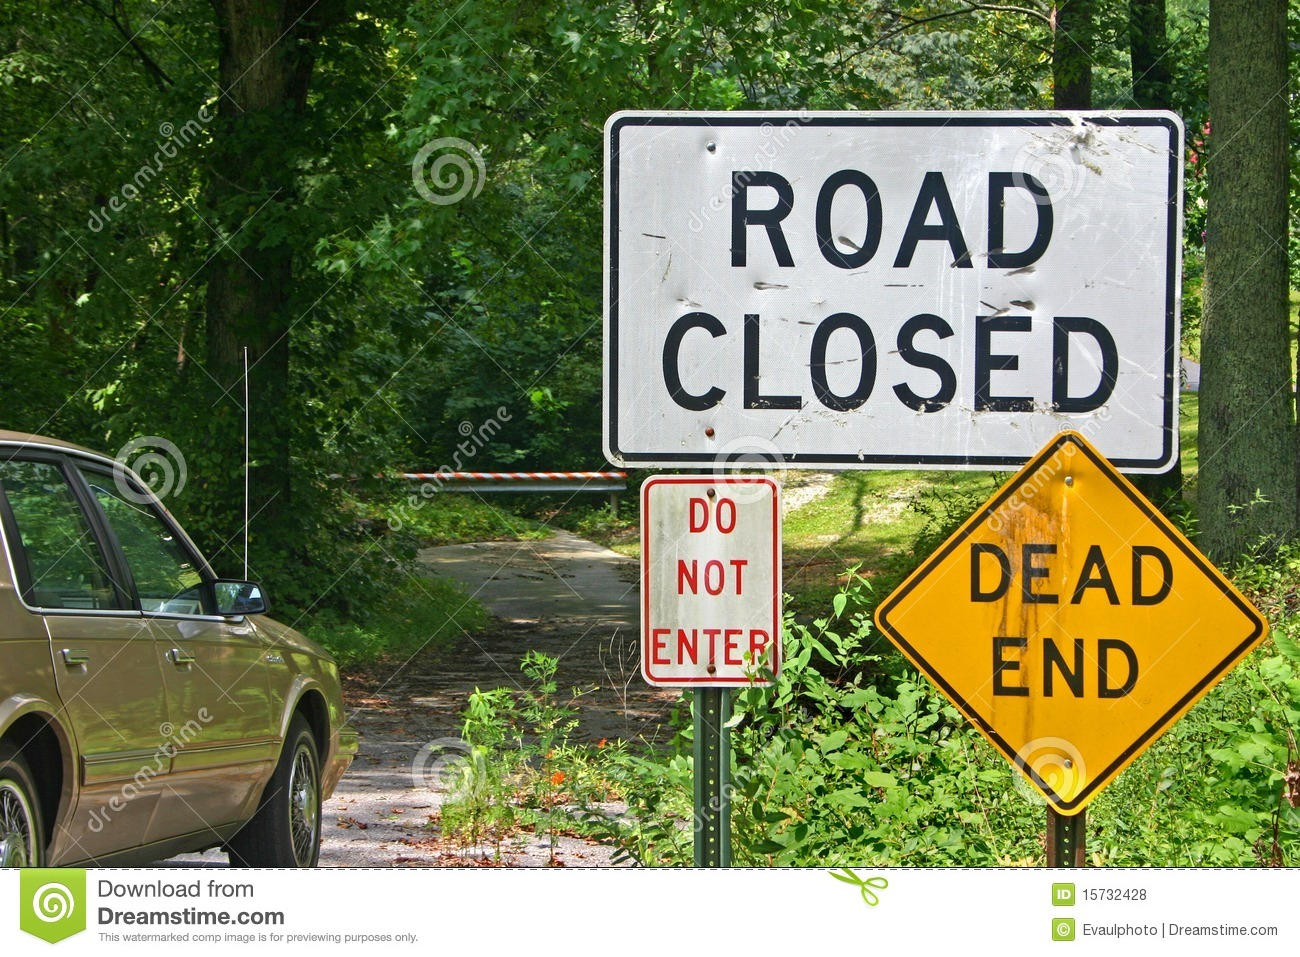 ROAD
CLOSED
DO
NOT
ENTER
DEAD
END
dreamstime
Download from
Dreamstime.com
This watermarked comp image is for previewing purposes only.
ID 15732428
© Evaulphoto | Dreamstime.com